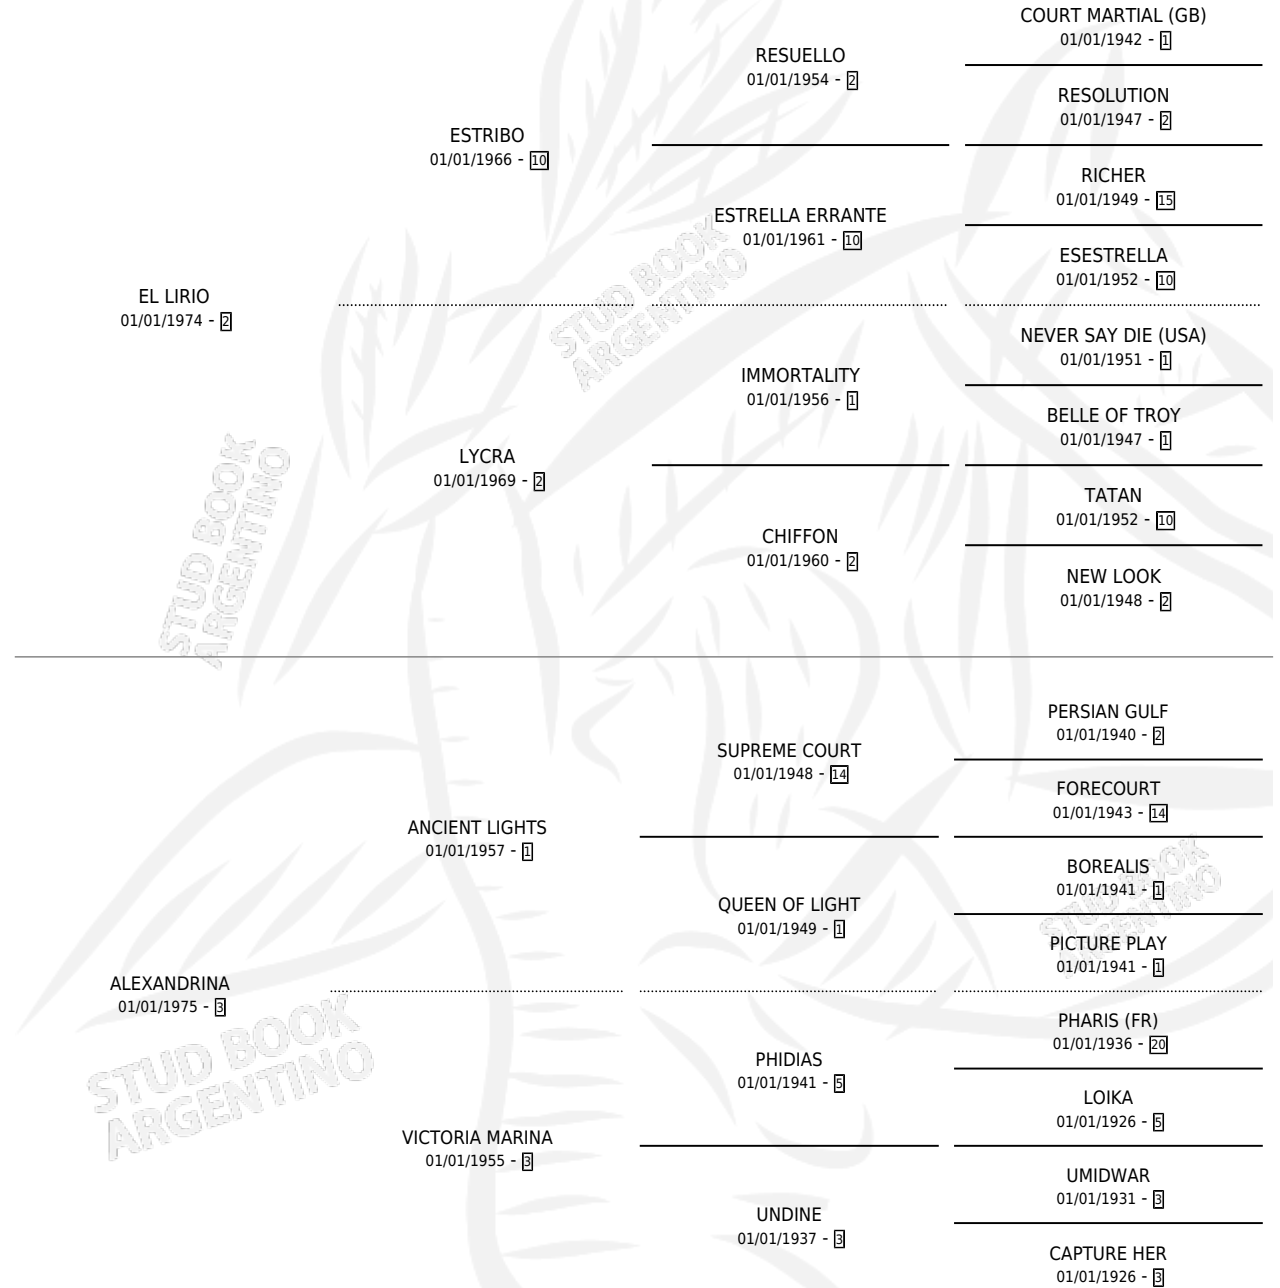 COURT MARTIAL (GB)
01/01/1942 - 1
RESUELLO
01/01/1954 - 2
RESOLUTION
01/01/1947 - 2
ESTRIBO
01/01/1966 - 10
RICHER
01/01/1949 - 15
ESTRELLA ERRANTE
01/01/1961 - 10
ESESTRELLA
01/01/1952 - 10
EL LIRIO
01/01/1974 - 2
NEVER SAY DIE (USA)
01/01/1951 - 1
IMMORTALITY
01/01/1956 - 1
BELLE OF TROY
01/01/1947 - 1
LYCRA
01/01/1969 - 2
TATAN
01/01/1952 - 10
CHIFFON
01/01/1960 - 2
NEW LOOK
01/01/1948 - 2
PERSIAN GULF
01/01/1940 - 2
SUPREME COURT
01/01/1948 - 14
FORECOURT
01/01/1943 - 14
ANCIENT LIGHTS
01/01/1957 - 1
BOREALIS
01/01/1941 - 1
QUEEN OF LIGHT
01/01/1949 - 1
PICTURE PLAY
01/01/1941 - 1
ALEXANDRINA
01/01/1975 - 3
PHARIS (FR)
01/01/1936 - 20
PHIDIAS
01/01/1941 - 5
LOIKA
01/01/1926 - 5
VICTORIA MARINA
01/01/1955 - 3
UMIDWAR
01/01/1931 - 3
UNDINE
01/01/1937 - 3
CAPTURE HER
01/01/1926 - 3
STUD BOOK
ARGENTINO
STUD BOOK
ARGENTINO
STUD BOOK
ARGENTINO
STUD BOOK
ARGENTINO